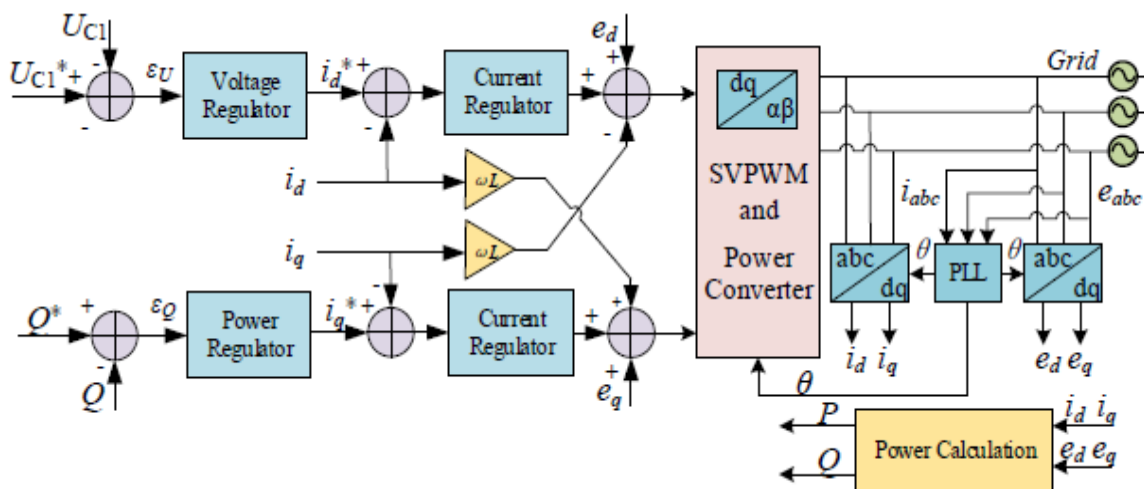 U_C1
U_C1* + -
-
ε_U
Voltage
Regulator
i_d* +
-
Current
Regulator
+
e_d
+
-
i_d
ωL
i_q
ωL
Q* +
-
Q
ε_Q
Power
Regulator
i_q* +
-
Current
Regulator
+
+
+
e_q
dq
αβ
SVPWM
and
Power
Converter
Grid
i_abc
e_abc
abc
dq
θ
PLL
θ
abc
dq
i_d i_q
e_d e_q
θ
P
Q
Power Calculation
i_d i_q
e_d e_q